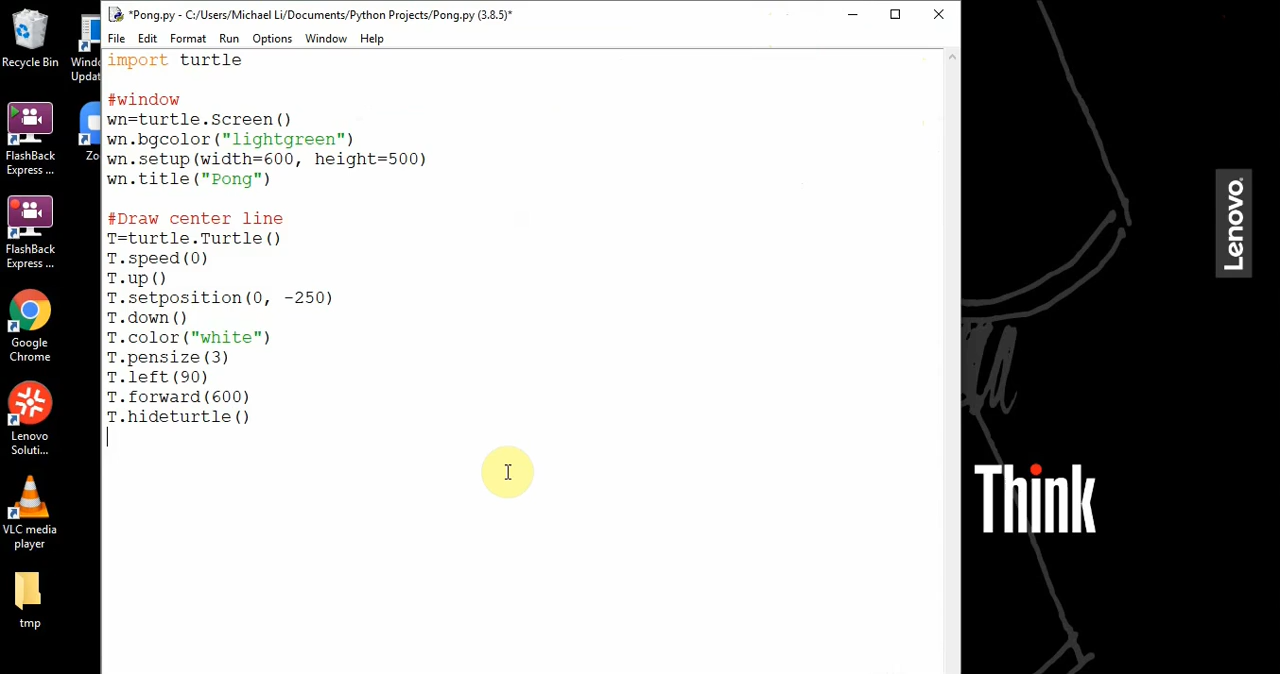 *Pong.py - C:/Users/Michael Li/Documents/Python Projects/Pong.py (3.8.5)*
File Edit Format Run Options Window Help
import turtle
#window
wn=turtle.Screen()
wn.bgcolor("lightgreen")
wn.setup(width=600, height=500)
wn.title("Pong")
#Draw center line
T=turtle.Turtle()
T.speed(0)
T.up()
T.setposition(0, -250)
T.down()
T.color("white")
T.pensize(3)
T.left(90)
T.forward(600)
T.hideturtle()
Recycle Bin
Windo
Updat
FlashBack
Express ...
Zo
FlashBack
Express ...
Google
Chrome
Lenovo
Soluti...
VLC media
player
tmp
Lenovo
Think